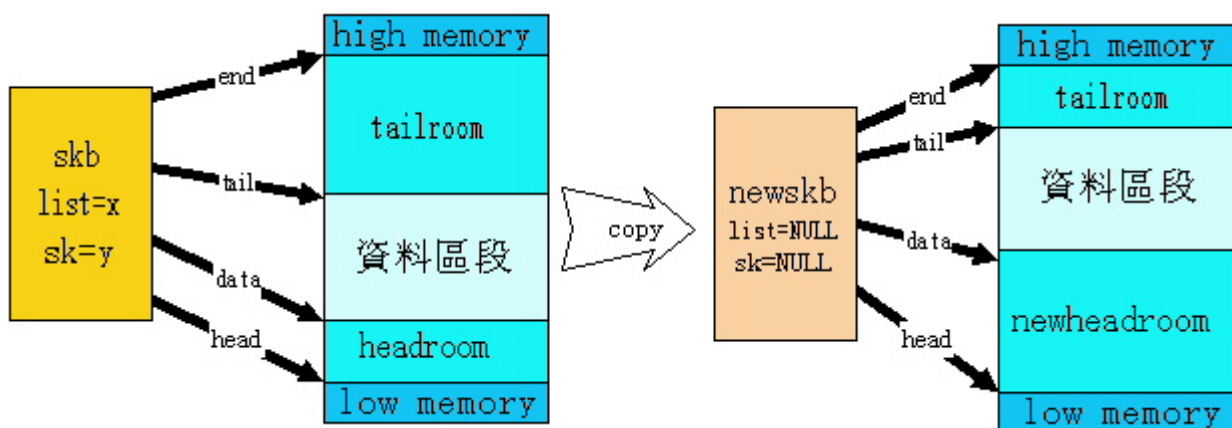 skb
list=x
sk=y
end
tail
data
head
high memory
tailroom
資料區段
headroom
low memory
copy
newskb
list=NULL
sk=NULL
end
tail
data
head
high memory
tailroom
資料區段
newheadroom
low memory